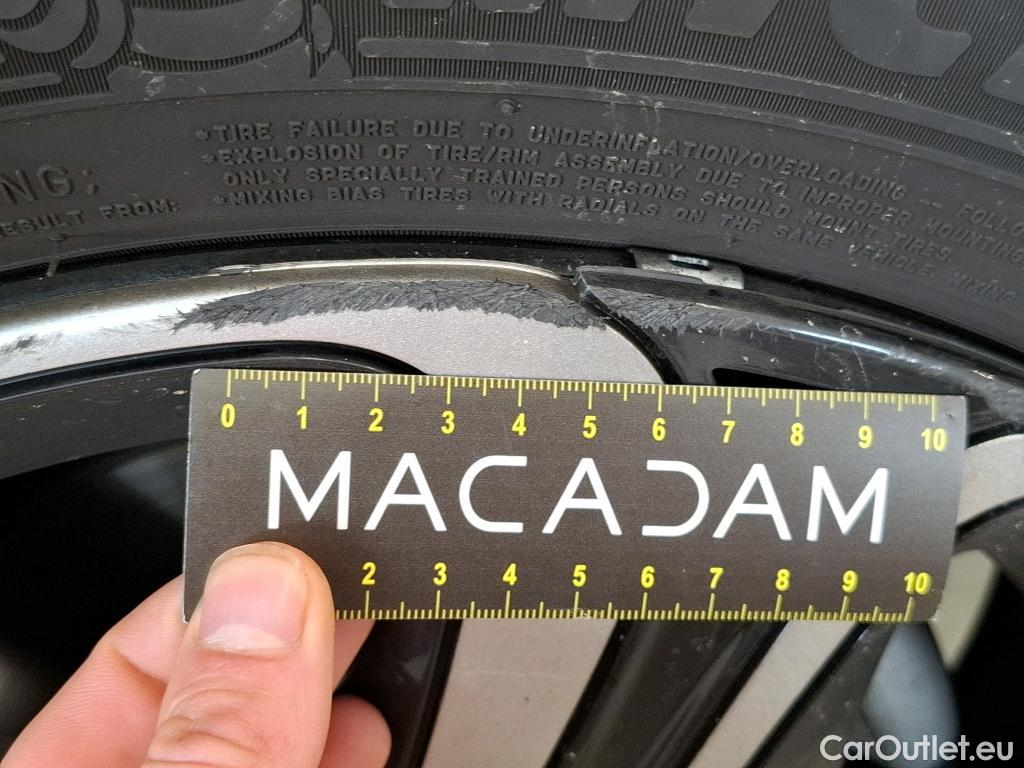 •TIRE FAILURE DUE TO UNDERINFLATION/OVERLOADING -- FOLLO
•EXPLOSION OF TIRE/RIM ASSEMBLY DUE TO IMPROPER MOUNTING
NG:
ONLY SPECIALLY TRAINED PERSONS SHOULD MOUNT TIRES.
ESULT FROM:
•MIXING BIAS TIRES WITH RADIALS ON THE SAME VEHICLE. MIXING
0 1 2 3 4 5 6 7 8 9 10
MACADAM
2 3 4 5 6 7 8 9 10
CarOutlet.eu